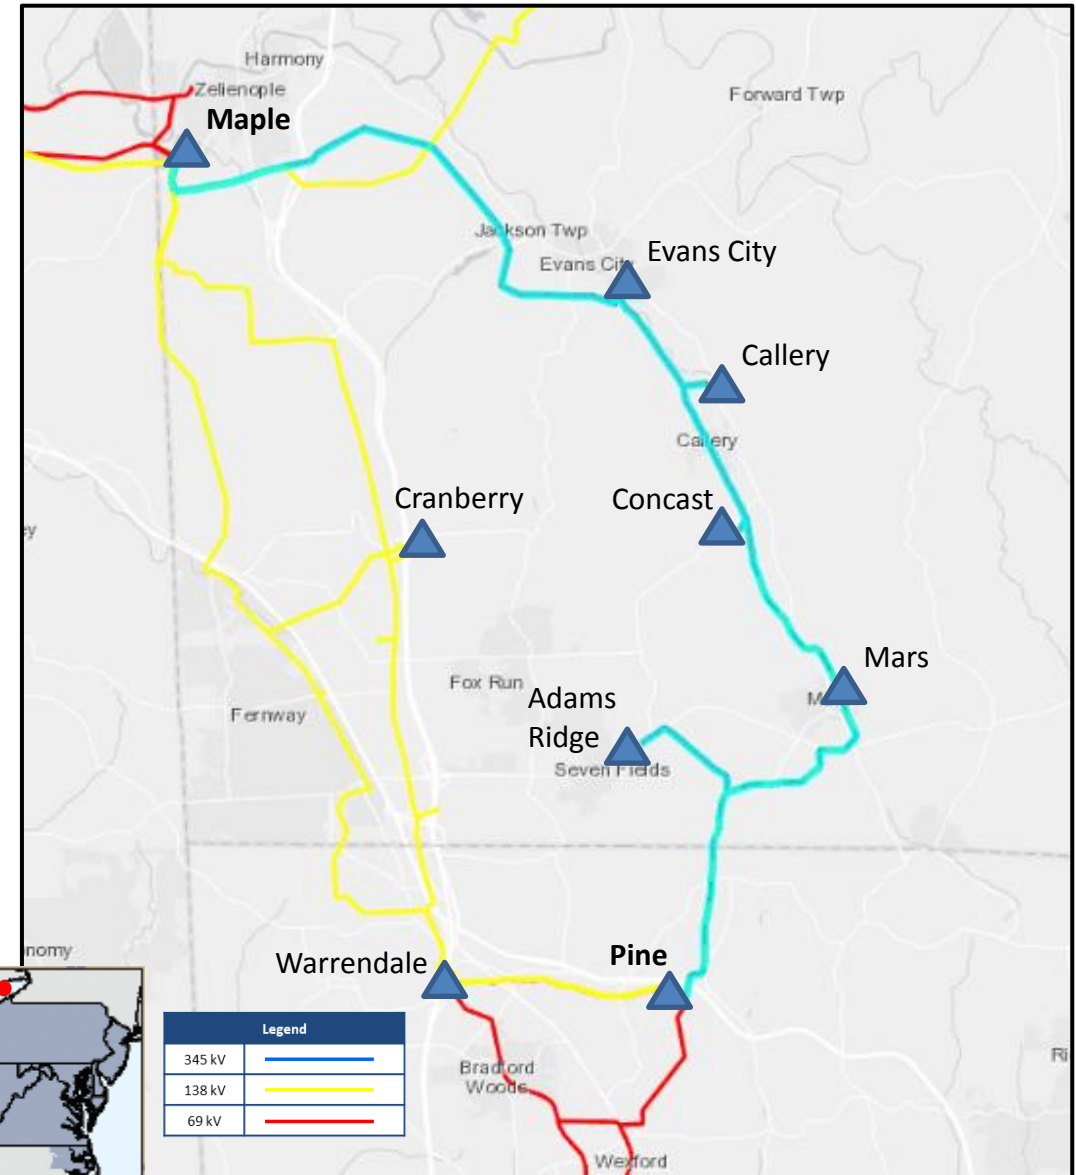 Harmony
Zelienople
Forward Twp
Maple
Jackson Twp
Evans City
Evans City
Callery
Callery
Cranberry
Concast
Mars
Fox Run
Adams
Ridge
Fernway
Seven Fields
Warrendale
Pine
Legend
345 kV
138 kV
69 kV
Bradford
Woods
Wexford